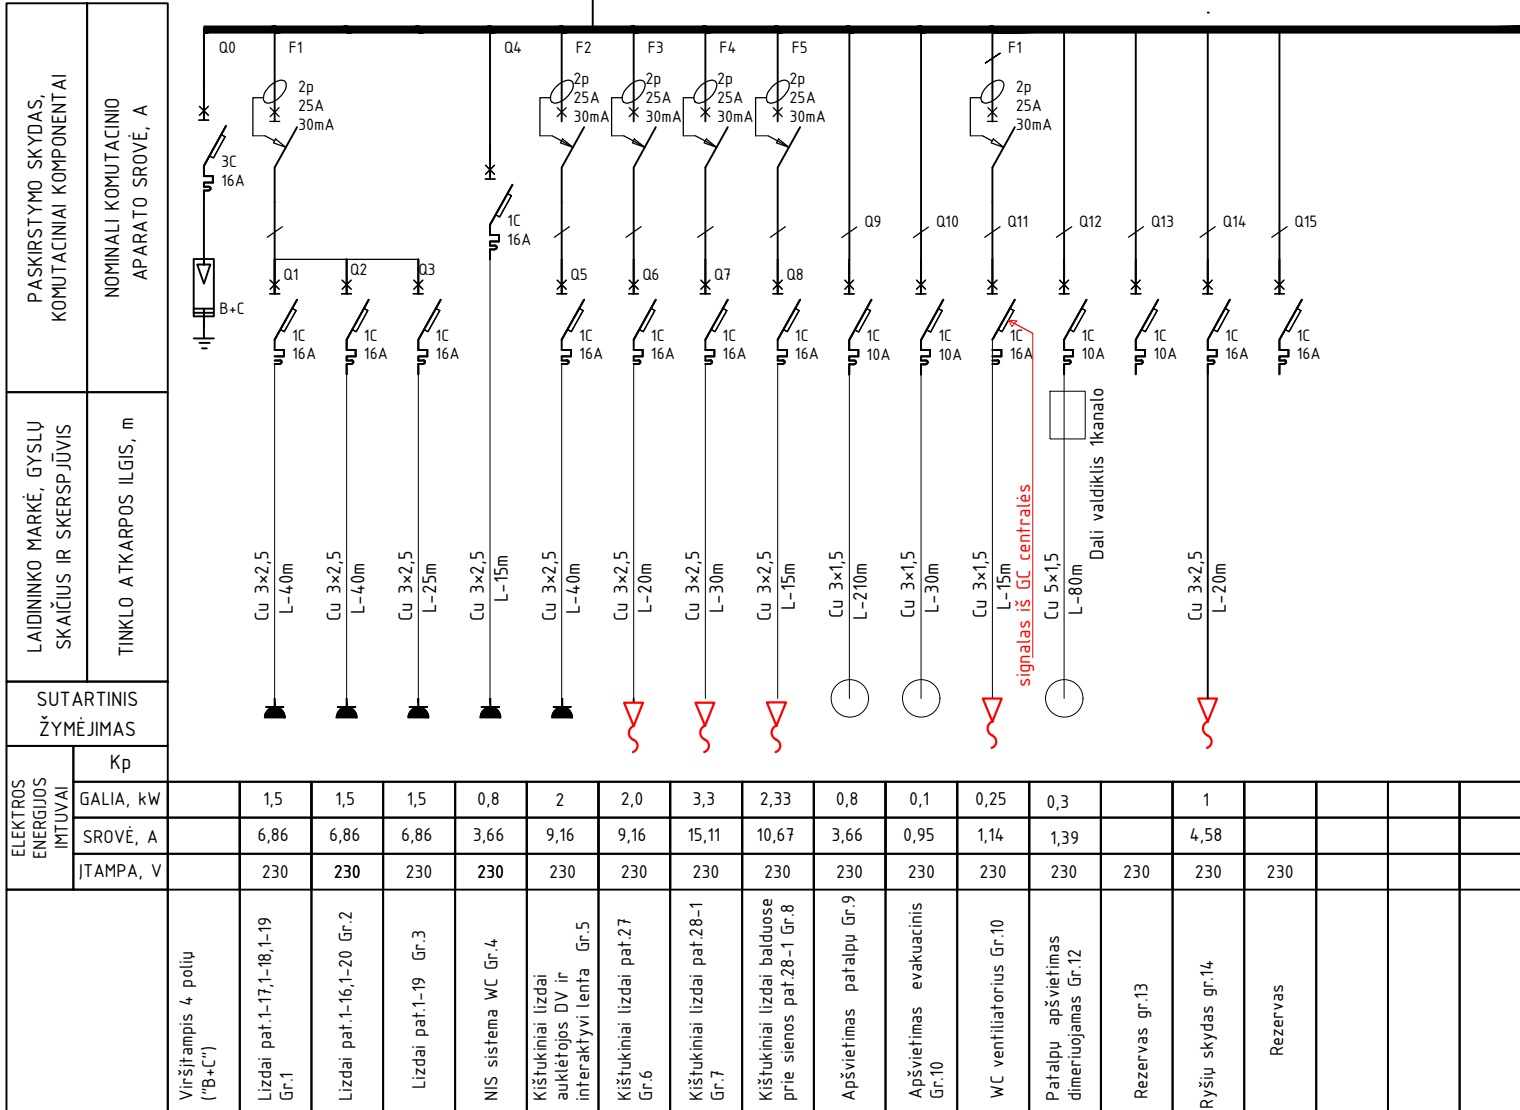 PASKIRSTYMO SKYDAS,
KOMUTACINIAI KOMPONENTAI
NOMINALI KOMUTACINIO
APARATO SROVĖ, A
Q0
F1
Q4
F2
F3
F4
F5
F1
2p
25A
30mA
2p
25A
30mA
2p
25A
30mA
2p
25A
30mA
2p
25A
30mA
2p
25A
30mA
3C
16A
1C
16A
B+C
Q9
Q10
Q11
Q12
Q13
Q14
Q15
Q1
Q2
Q3
Q5
Q6
Q7
Q8
1C
16A
1C
16A
1C
16A
1C
16A
1C
16A
1C
16A
1C
16A
1C
10A
1C
10A
1C
16A
1C
10A
1C
10A
1C
16A
1C
16A
LAIDININKO MARKĖ, GYSLŲ
SKAIČIUS IR SKERSPJŪVIS
TINKLO ATKARPOS ILGIS, m
Cu 3×2,5
L-40m
Cu 3×2,5
L-40m
Cu 3×2,5
L-25m
Cu 3×2,5
L-15m
Cu 3×2,5
L-40m
Cu 3×2,5
L-20m
Cu 3×2,5
L-30m
Cu 3×2,5
L-15m
Cu 3×1,5
L-210m
Cu 3×1,5
L-30m
Cu 3×1,5
L-15m
signalas iš GC centralės
Cu 5×1,5
L-80m
Dali valdiklis 1kanalo
Cu 3×2,5
L-20m
SUTARTINIS
ŽYMĖJIMAS
ELEKTROS
ENERGIJOS
IMTUVAI
Kp
GALIA, kW 1,5 1,5 1,5 0,8 2 2,0 3,3 2,33 0,8 0,1 0,25 0,3 1
SROVĖ, A 6,86 6,86 6,86 3,66 9,16 9,16 15,11 10,67 3,66 0,95 1,14 1,39 4,58
ĮTAMPA, V 230 230 230 230 230 230 230 230 230 230 230 230 230 230 230
Viršįtampis 4 polių
("B+C")
Lizdai pat.1-17,1-18,1-19
Gr.1
Lizdai pat.1-16,1-20 Gr.2
Lizdai pat.1-19 Gr.3
NIS sistema WC Gr.4
Kištukiniai lizdai
auklėtojos DV ir
interaktyvi lenta Gr.5
Kištukiniai lizdai pat.27
Gr.6
Kištukiniai lizdai pat.28-1
Gr.7
Kištukiniai lizdai balduose
prie sienos pat.28-1 Gr.8
Apšvietimas patalpų Gr.9
Apšvietimas evakuacinis
Gr.10
WC ventiliatorius Gr.10
Patalpų apšvietimas
dimeriuojamas Gr.12
Rezervas gr.13
Ryšių skydas gr.14
Rezervas